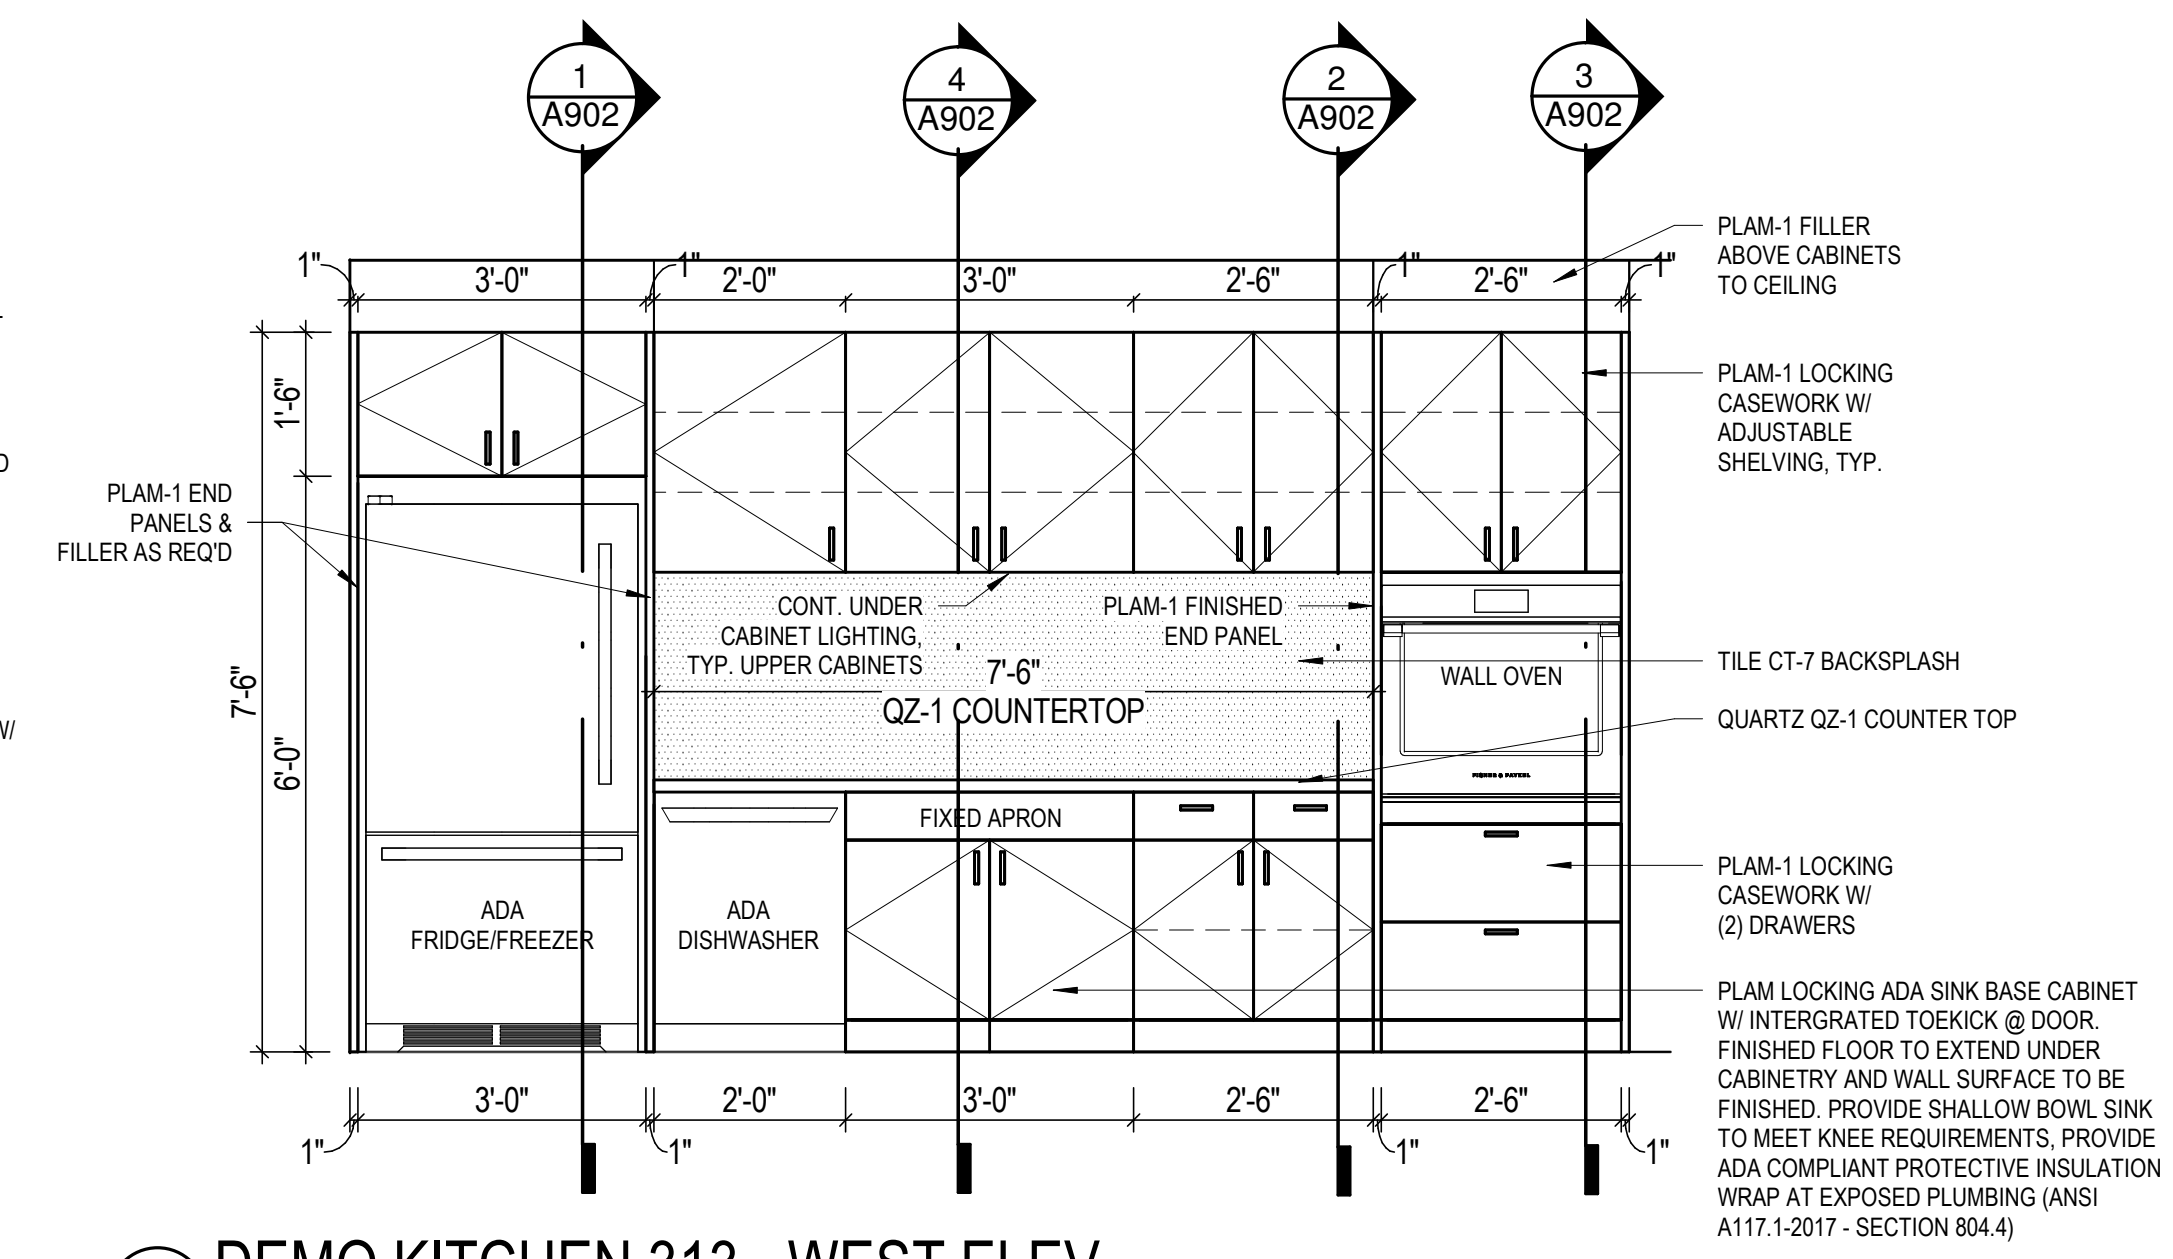 1
A902
4
A902
2
A902
3
A902
PLAM-1 FILLER
ABOVE CABINETS
TO CEILING
1"
3'-0"
1"
2'-0"
3'-0"
2'-6"
1"
2'-6"
1"
PLAM-1 LOCKING
CASEWORK W/
ADJUSTABLE
SHELVING, TYP.
1'-6"
PLAM-1 END
PANELS &
FILLER AS REQ'D
CONT. UNDER
CABINET LIGHTING,
TYP. UPPER CABINETS
PLAM-1 FINISHED
END PANEL
7'-6"
6'-0"
7'-6"
QZ-1 COUNTERTOP
WALL OVEN
FISHER & PAYKEL
TILE CT-7 BACKSPLASH
QUARTZ QZ-1 COUNTER TOP
W/
FIXED APRON
ADA
FRIDGE/FREEZER
ADA
DISHWASHER
PLAM-1 LOCKING
CASEWORK W/
(2) DRAWERS
PLAM LOCKING ADA SINK BASE CABINET
W/ INTERGRATED TOEKICK @ DOOR.
FINISHED FLOOR TO EXTEND UNDER
CABINETRY AND WALL SURFACE TO BE
FINISHED. PROVIDE SHALLOW BOWL SINK
TO MEET KNEE REQUIREMENTS, PROVIDE
ADA COMPLIANT PROTECTIVE INSULATION
WRAP AT EXPOSED PLUMBING (ANSI
A117.1-2017 - SECTION 804.4)
3'-0"
2'-0"
3'-0"
2'-6"
2'-6"
1"
1"
1"
1"
DEMO KITCHEN 313 - WEST ELEV